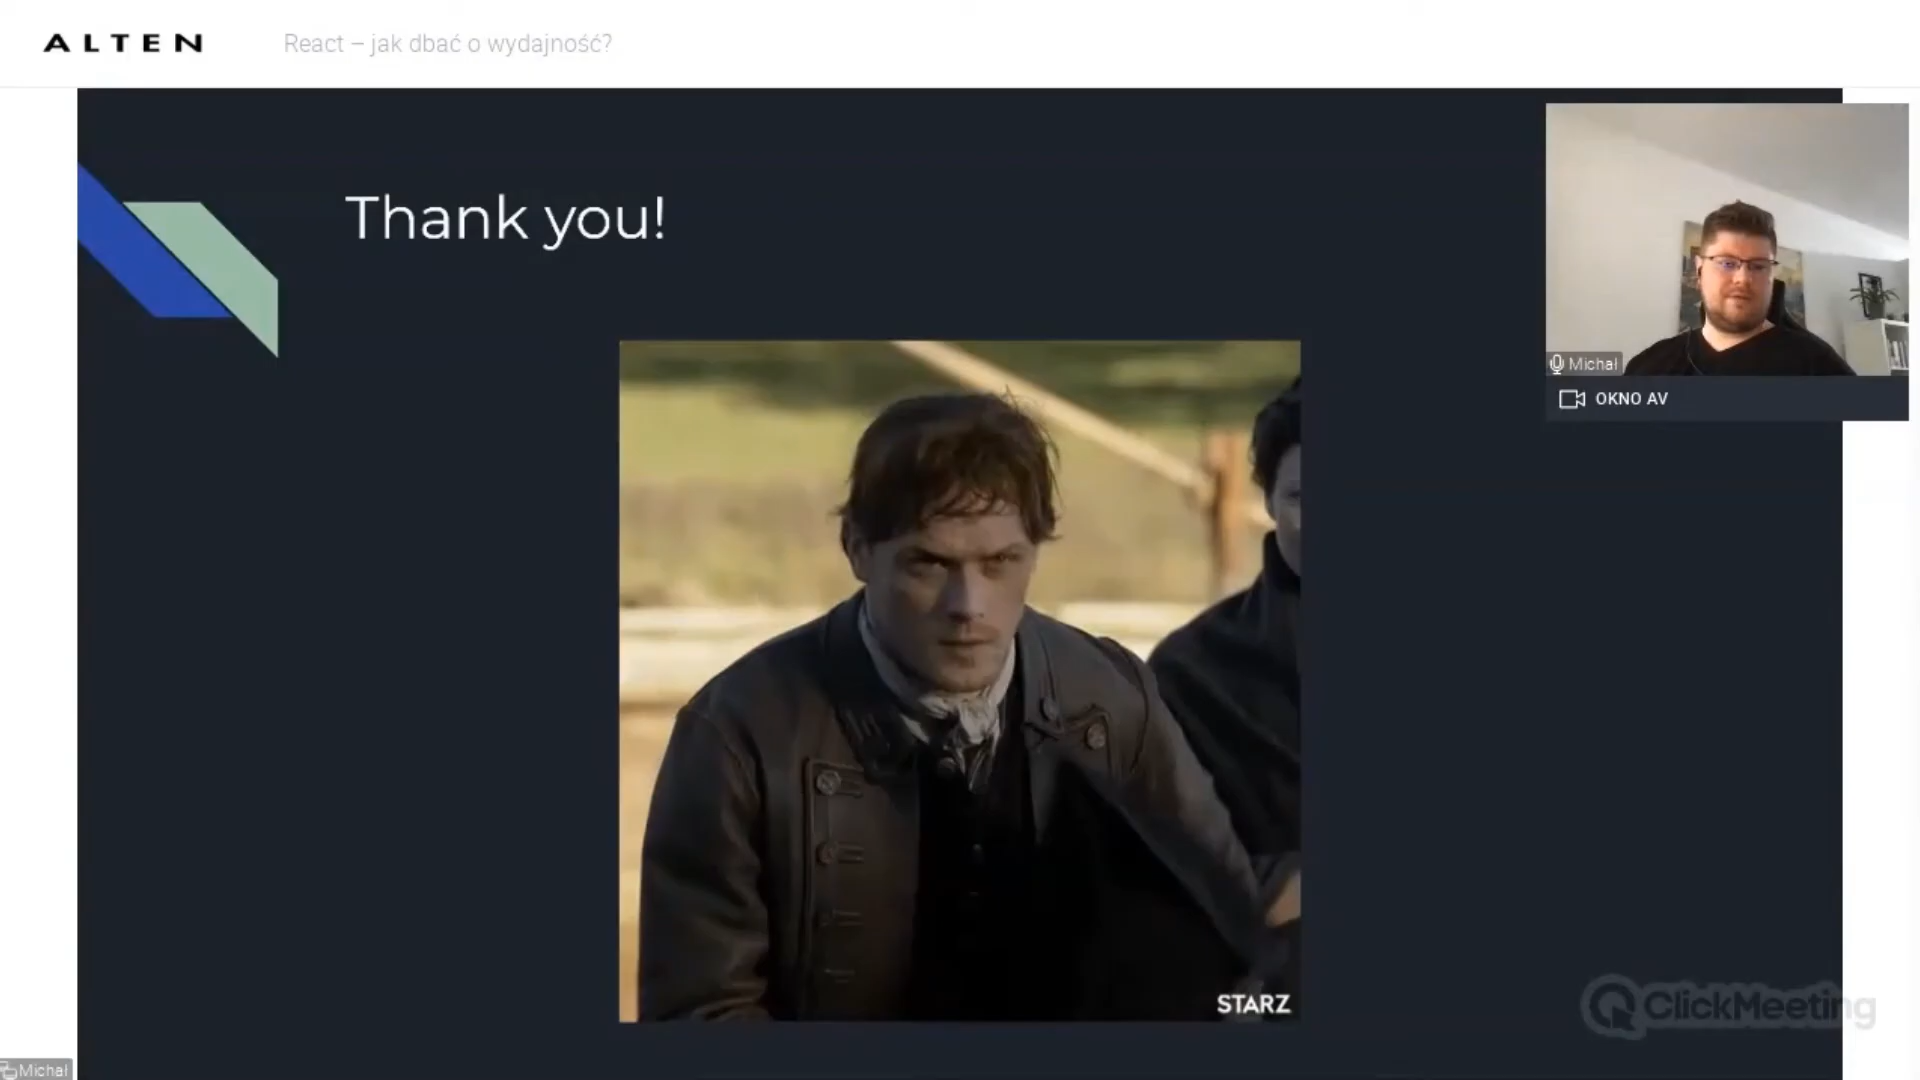 ALTEN
React – jak dbać o wydajność?
Thank you!
Michał
OKNO AV
STARZ
ClickMeeting
Michał